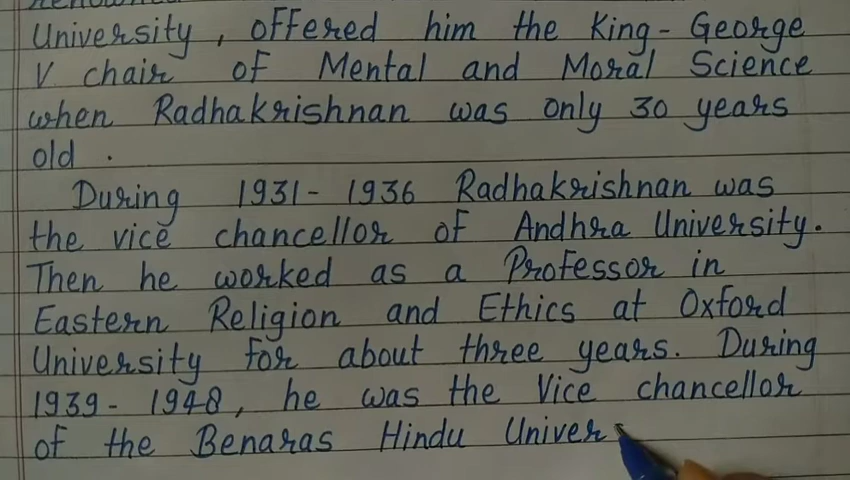 University, offered him the King-George
V chair of Mental and Moral Science
when Radhakrishnan was only 30 years
old.
During 1931-1936 Radhakrishnan was
the vice chancellor of Andhra University.
Then he worked as a Professor in
Eastern Religion and Ethics at Oxford
University for about three years. During
1939-1948, he was the Vice chancellor
of the Benaras Hindu Univer